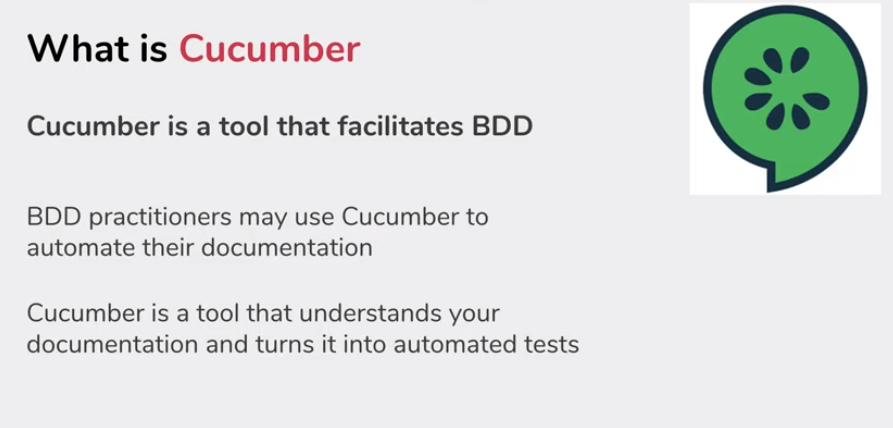 What is Cucumber
Cucumber is a tool that facilitates BDD
BDD practitioners may use Cucumber to
automate their documentation
Cucumber is a tool that understands your
documentation and turns it into automated tests